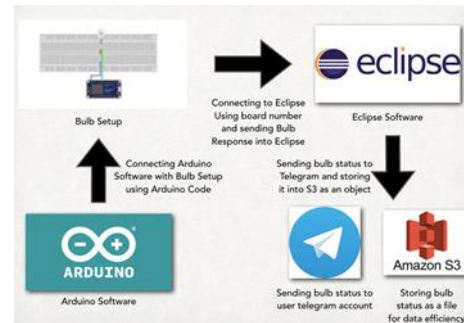 Bulb Setup
Connecting to Eclipse
Using board number
and sending Bulb
Response into Eclipse
eclipse
Eclipse Software
Connecting Arduino
Software with Bulb Setup
using Arduino Code
Sending bulb status to
Telegram and storing
it into S3 as an object
ARDUINO
Arduino Software
Sending bulb status to
user telegram account
Amazon S3
Storing bulb
status as a file
for data efficiency